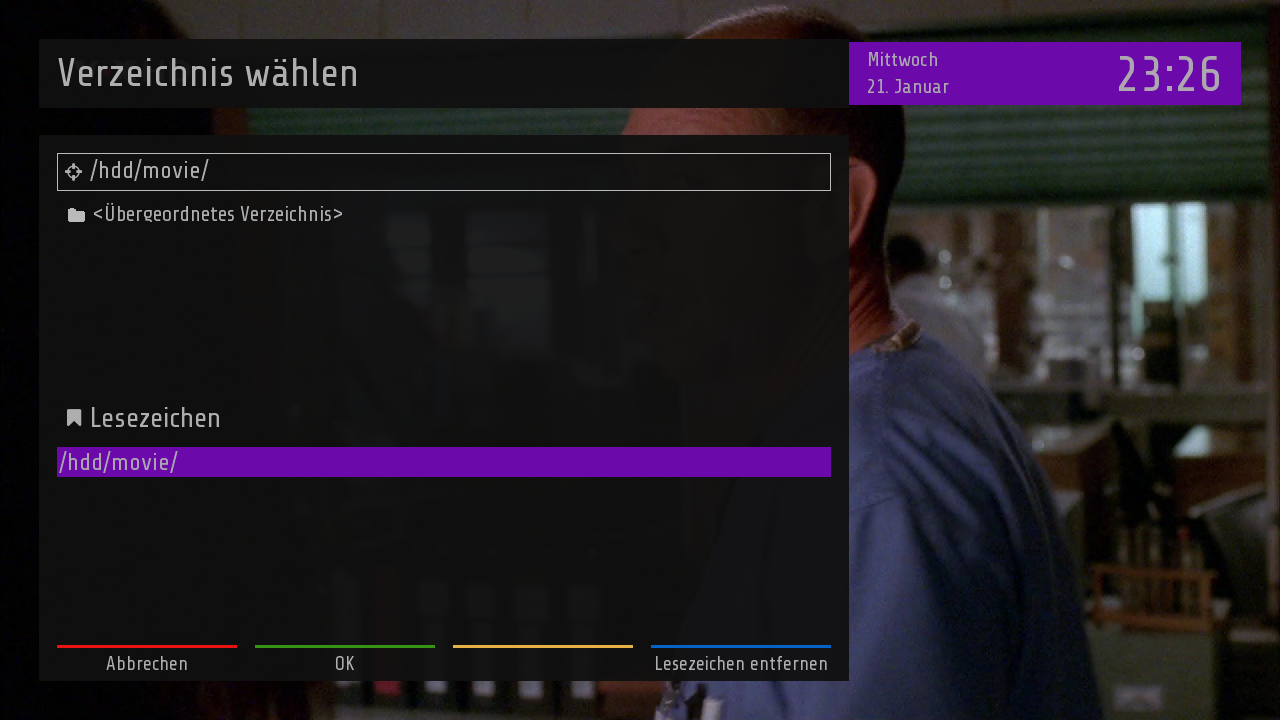 Verzeichnis wählen
Mittwoch
21. Januar
23:26
/hdd/movie/
<Übergeordnetes Verzeichnis>
Lesezeichen
/hdd/movie/
Abbrechen
OK
Lesezeichen entfernen